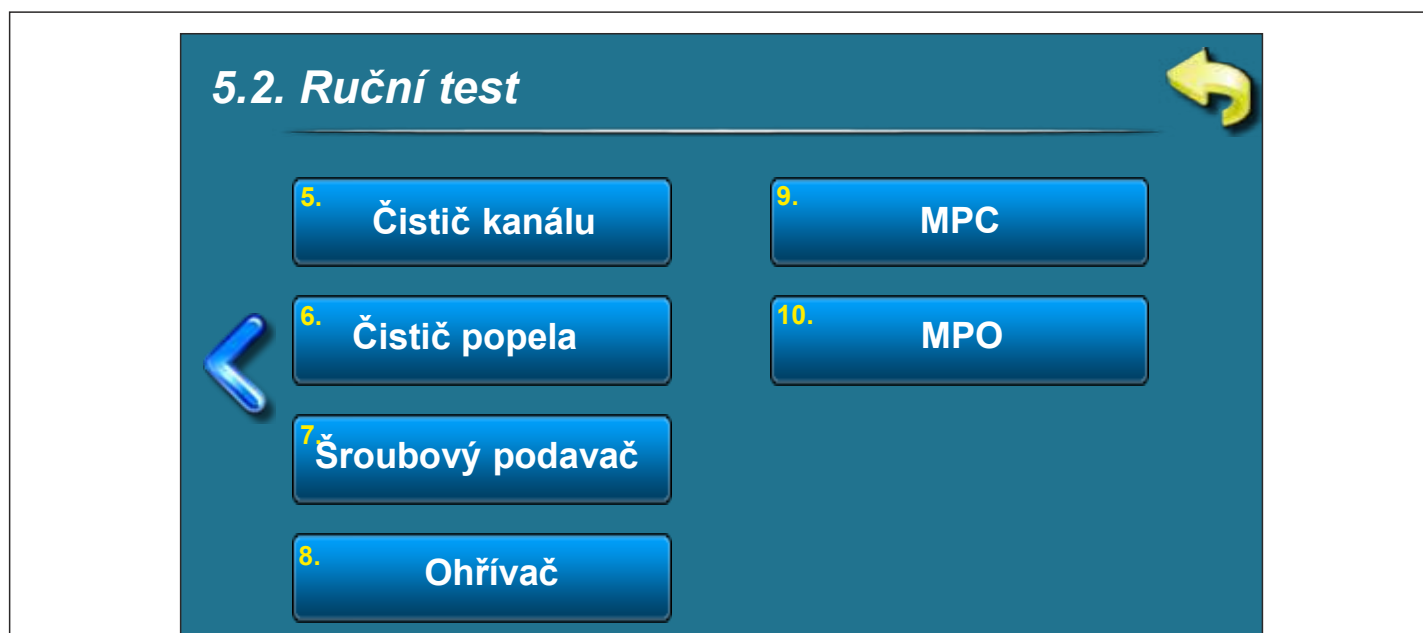 5.2. Ruční test
5. Čistič kanálu
6. Čistič popela
7. Šroubový podavač
8. Ohřívač
9. MPC
10. MPO